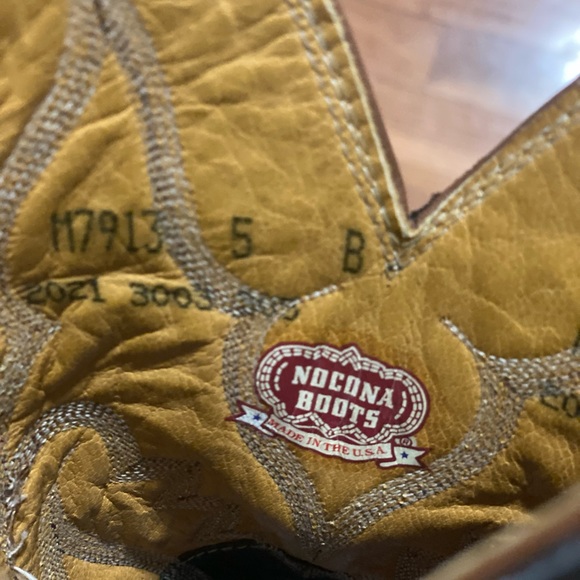 M7913 5 B
2021 3003
NOCONA
BOOTS
MADE IN THE U.S.A.